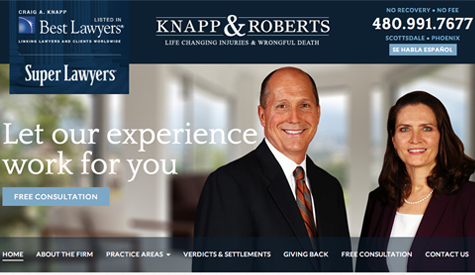 CRAIG A. KNAPP
LISTED IN
Best Lawyers®
LINKING LAWYERS AND CLIENTS WORLDWIDE
Super Lawyers®
KNAPP & ROBERTS
LIFE CHANGING INJURIES & WRONGFUL DEATH
NO RECOVERY • NO FEE
480.991.7677
SCOTTSDALE • PHOENIX
SE HABLA ESPAÑOL
Let our experience
work for you
FREE CONSULTATION
HOME ABOUT THE FIRM PRACTICE AREAS VERDICTS & SETTLEMENTS GIVING BACK FREE CONSULTATION CONTACT US